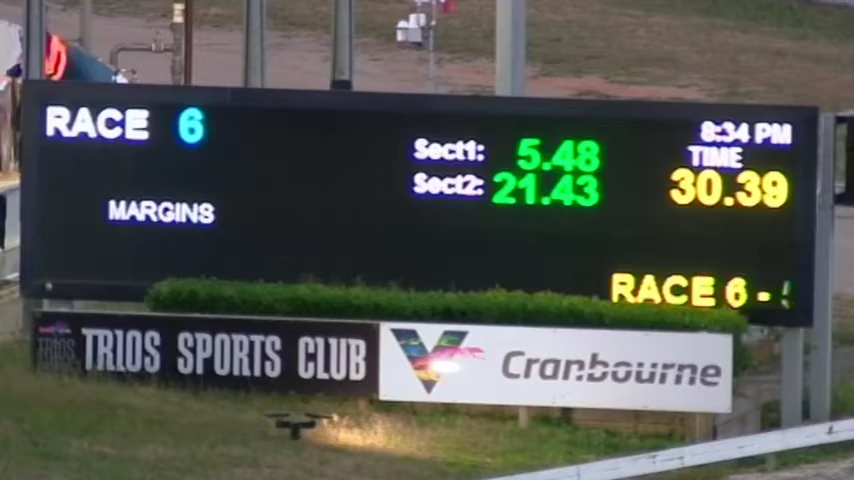 RACE 6
8:34 PM
Sect1: 5.48
TIME
Sect2: 21.43
30.39
MARGINS
RACE 6 -
TRIOS
TR10S SPORTS CLUB
V Cranbourne